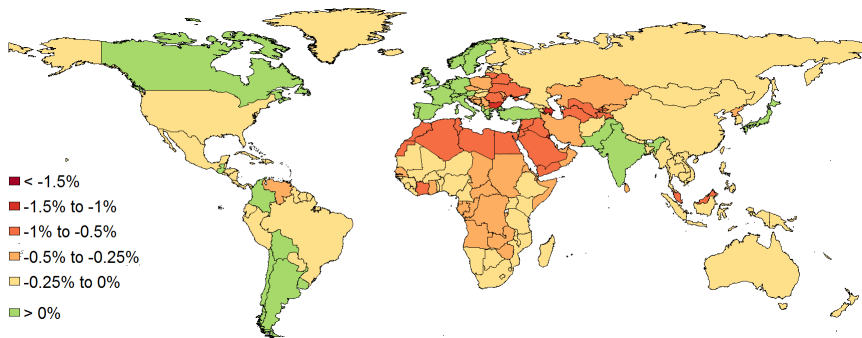 < -1.5%
-1.5% to -1%
-1% to -0.5%
-0.5% to -0.25%
-0.25% to 0%
> 0%